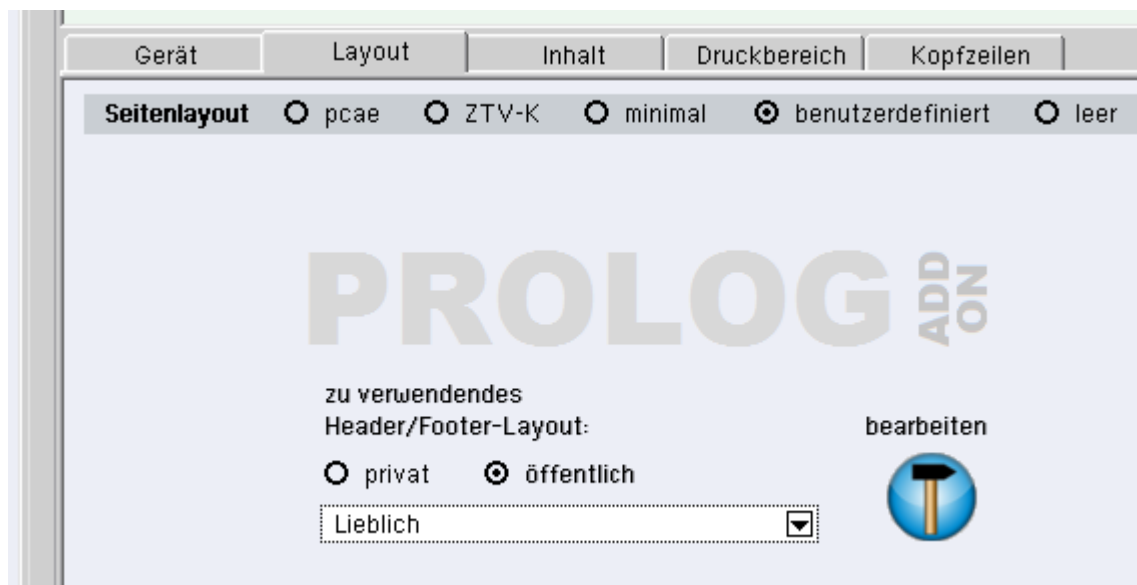 Gerät Layout Inhalt Druckbereich Kopfzeilen
Seitenlayout pcae ZTV-K minimal benutzerdefiniert leer
PROLOG ADD ON
zu verwendendes
Header/Footer-Layout: bearbeiten
privat öffentlich
Lieblich